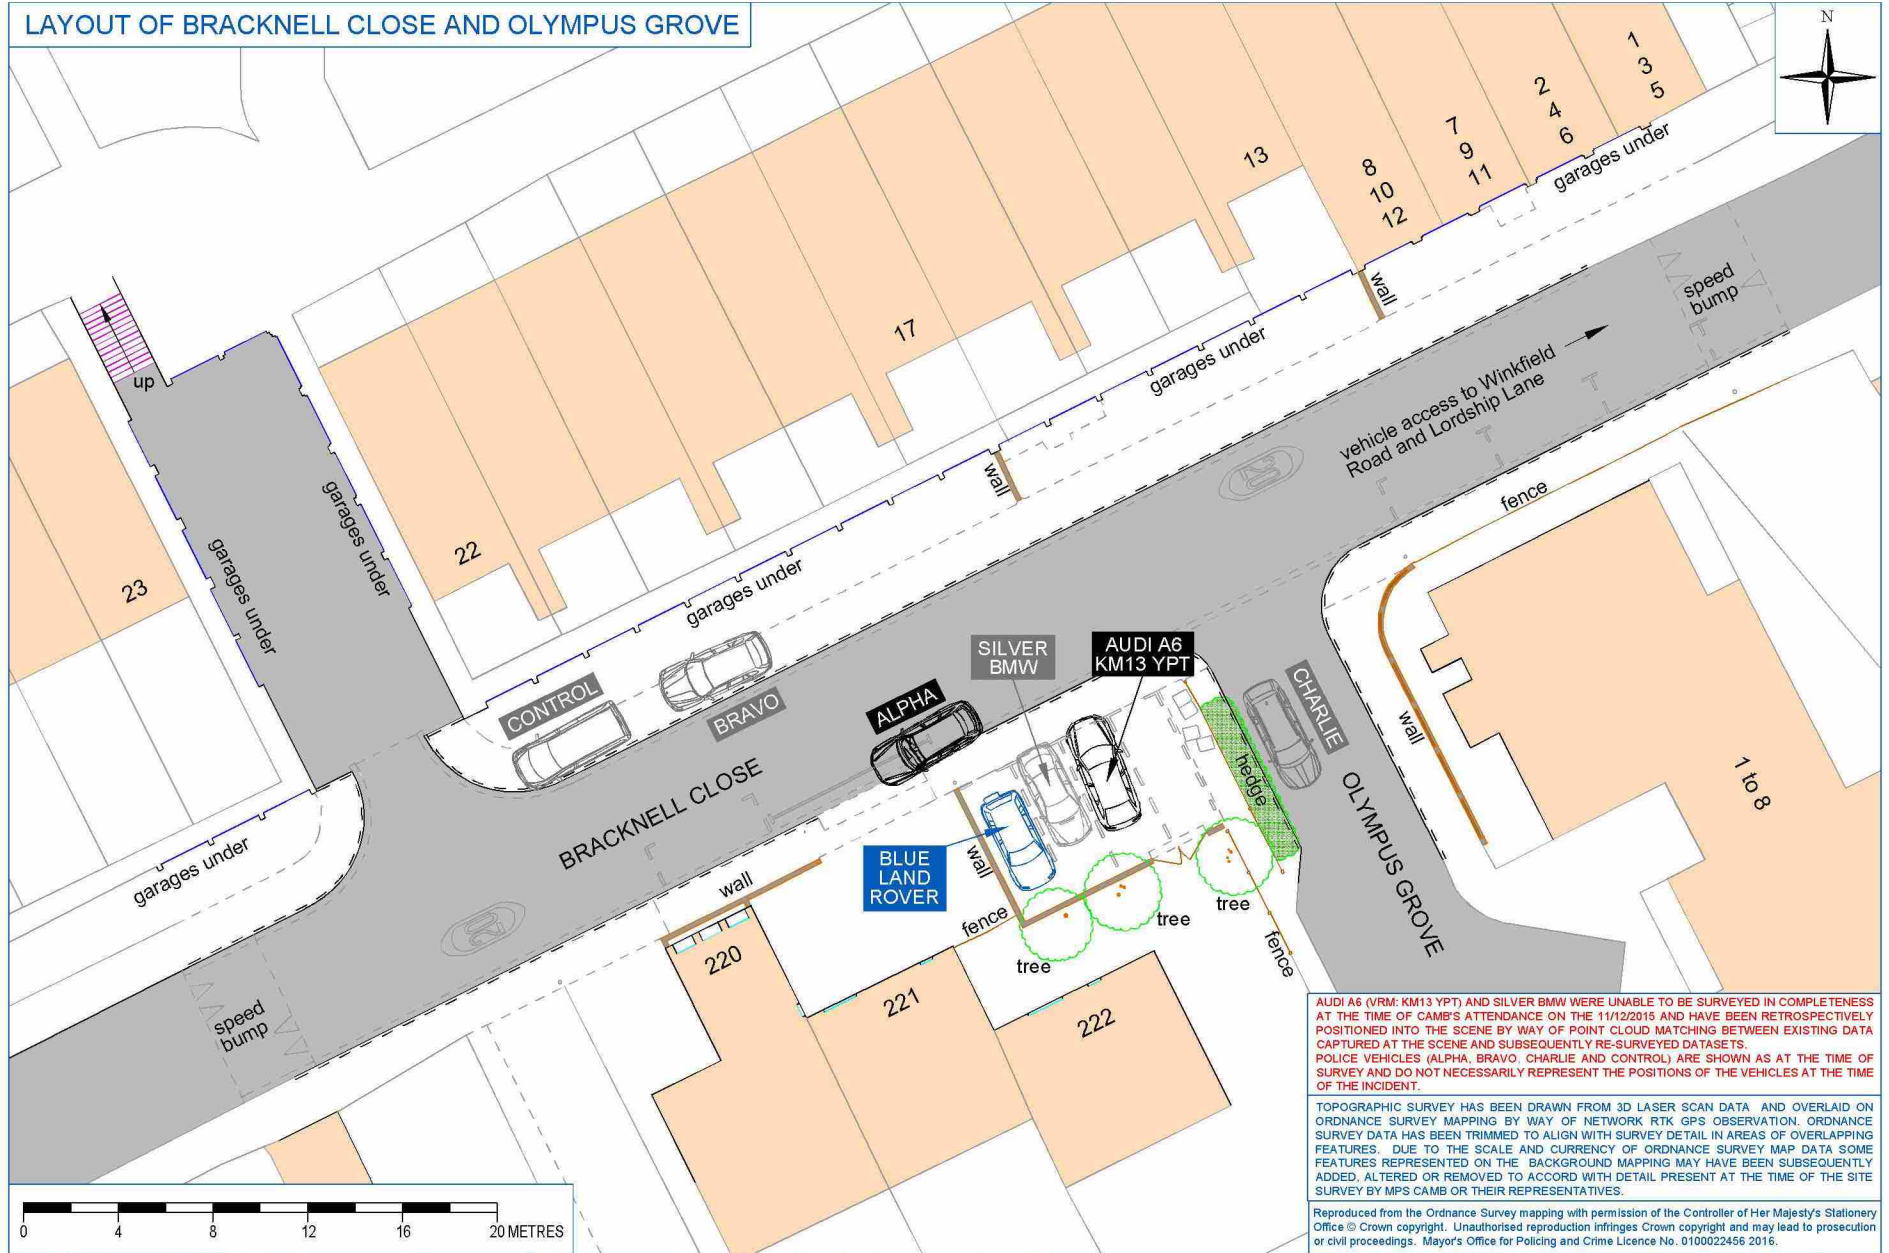 LAYOUT OF BRACKNELL CLOSE AND OLYMPUS GROVE
N
1
3
5
2
4
6
7
9
11
8
10
12
13
garages under
wall
speed
bump
17
garages under
vehicle access to Winkfield
Road and Lordship Lane
up
garages under
garages under
23
22
garages under
wall
fence
CONTROL
BRAVO
ALPHA
SILVER
BMW
AUDI A6
KM13 YPT
CHARLIE
wall
1 to 8
hedge
OLYMPUS GROVE
BRACKNELL CLOSE
20
20
BLUE
LAND
ROVER
wall
wall
fence
tree
tree
tree
fence
garages under
220
221
222
speed
bump
AUDI A6 (VRM: KM13 YPT) AND SILVER BMW WERE UNABLE TO BE SURVEYED IN COMPLETENESS
AT THE TIME OF CAMB'S ATTENDANCE ON THE 11/12/2015 AND HAVE BEEN RETROSPECTIVELY
POSITIONED INTO THE SCENE BY WAY OF POINT CLOUD MATCHING BETWEEN EXISTING DATA
CAPTURED AT THE SCENE AND SUBSEQUENTLY RE-SURVEYED DATASETS.
POLICE VEHICLES (ALPHA, BRAVO, CHARLIE AND CONTROL) ARE SHOWN AS AT THE TIME OF
SURVEY AND DO NOT NECESSARILY REPRESENT THE POSITIONS OF THE VEHICLES AT THE TIME
OF THE INCIDENT.
TOPOGRAPHIC SURVEY HAS BEEN DRAWN FROM 3D LASER SCAN DATA AND OVERLAID ON
ORDNANCE SURVEY MAPPING BY WAY OF NETWORK RTK GPS OBSERVATION. ORDNANCE
SURVEY DATA HAS BEEN TRIMMED TO ALIGN WITH SURVEY DETAIL IN AREAS OF OVERLAPPING
FEATURES. DUE TO THE SCALE AND CURRENCY OF ORDNANCE SURVEY MAP DATA SOME
FEATURES REPRESENTED ON THE BACKGROUND MAPPING MAY HAVE BEEN SUBSEQUENTLY
ADDED, ALTERED OR REMOVED TO ACCORD WITH DETAIL PRESENT AT THE TIME OF THE SITE
SURVEY BY MPS CAMB OR THEIR REPRESENTATIVES.
Reproduced from the Ordnance Survey mapping with permission of the Controller of Her Majesty's Stationery
Office © Crown copyright. Unauthorised reproduction infringes Crown copyright and may lead to prosecution
or civil proceedings. Mayor's Office for Policing and Crime Licence No. 0100022456 2016.
0 4 8 12 16 20 METRES